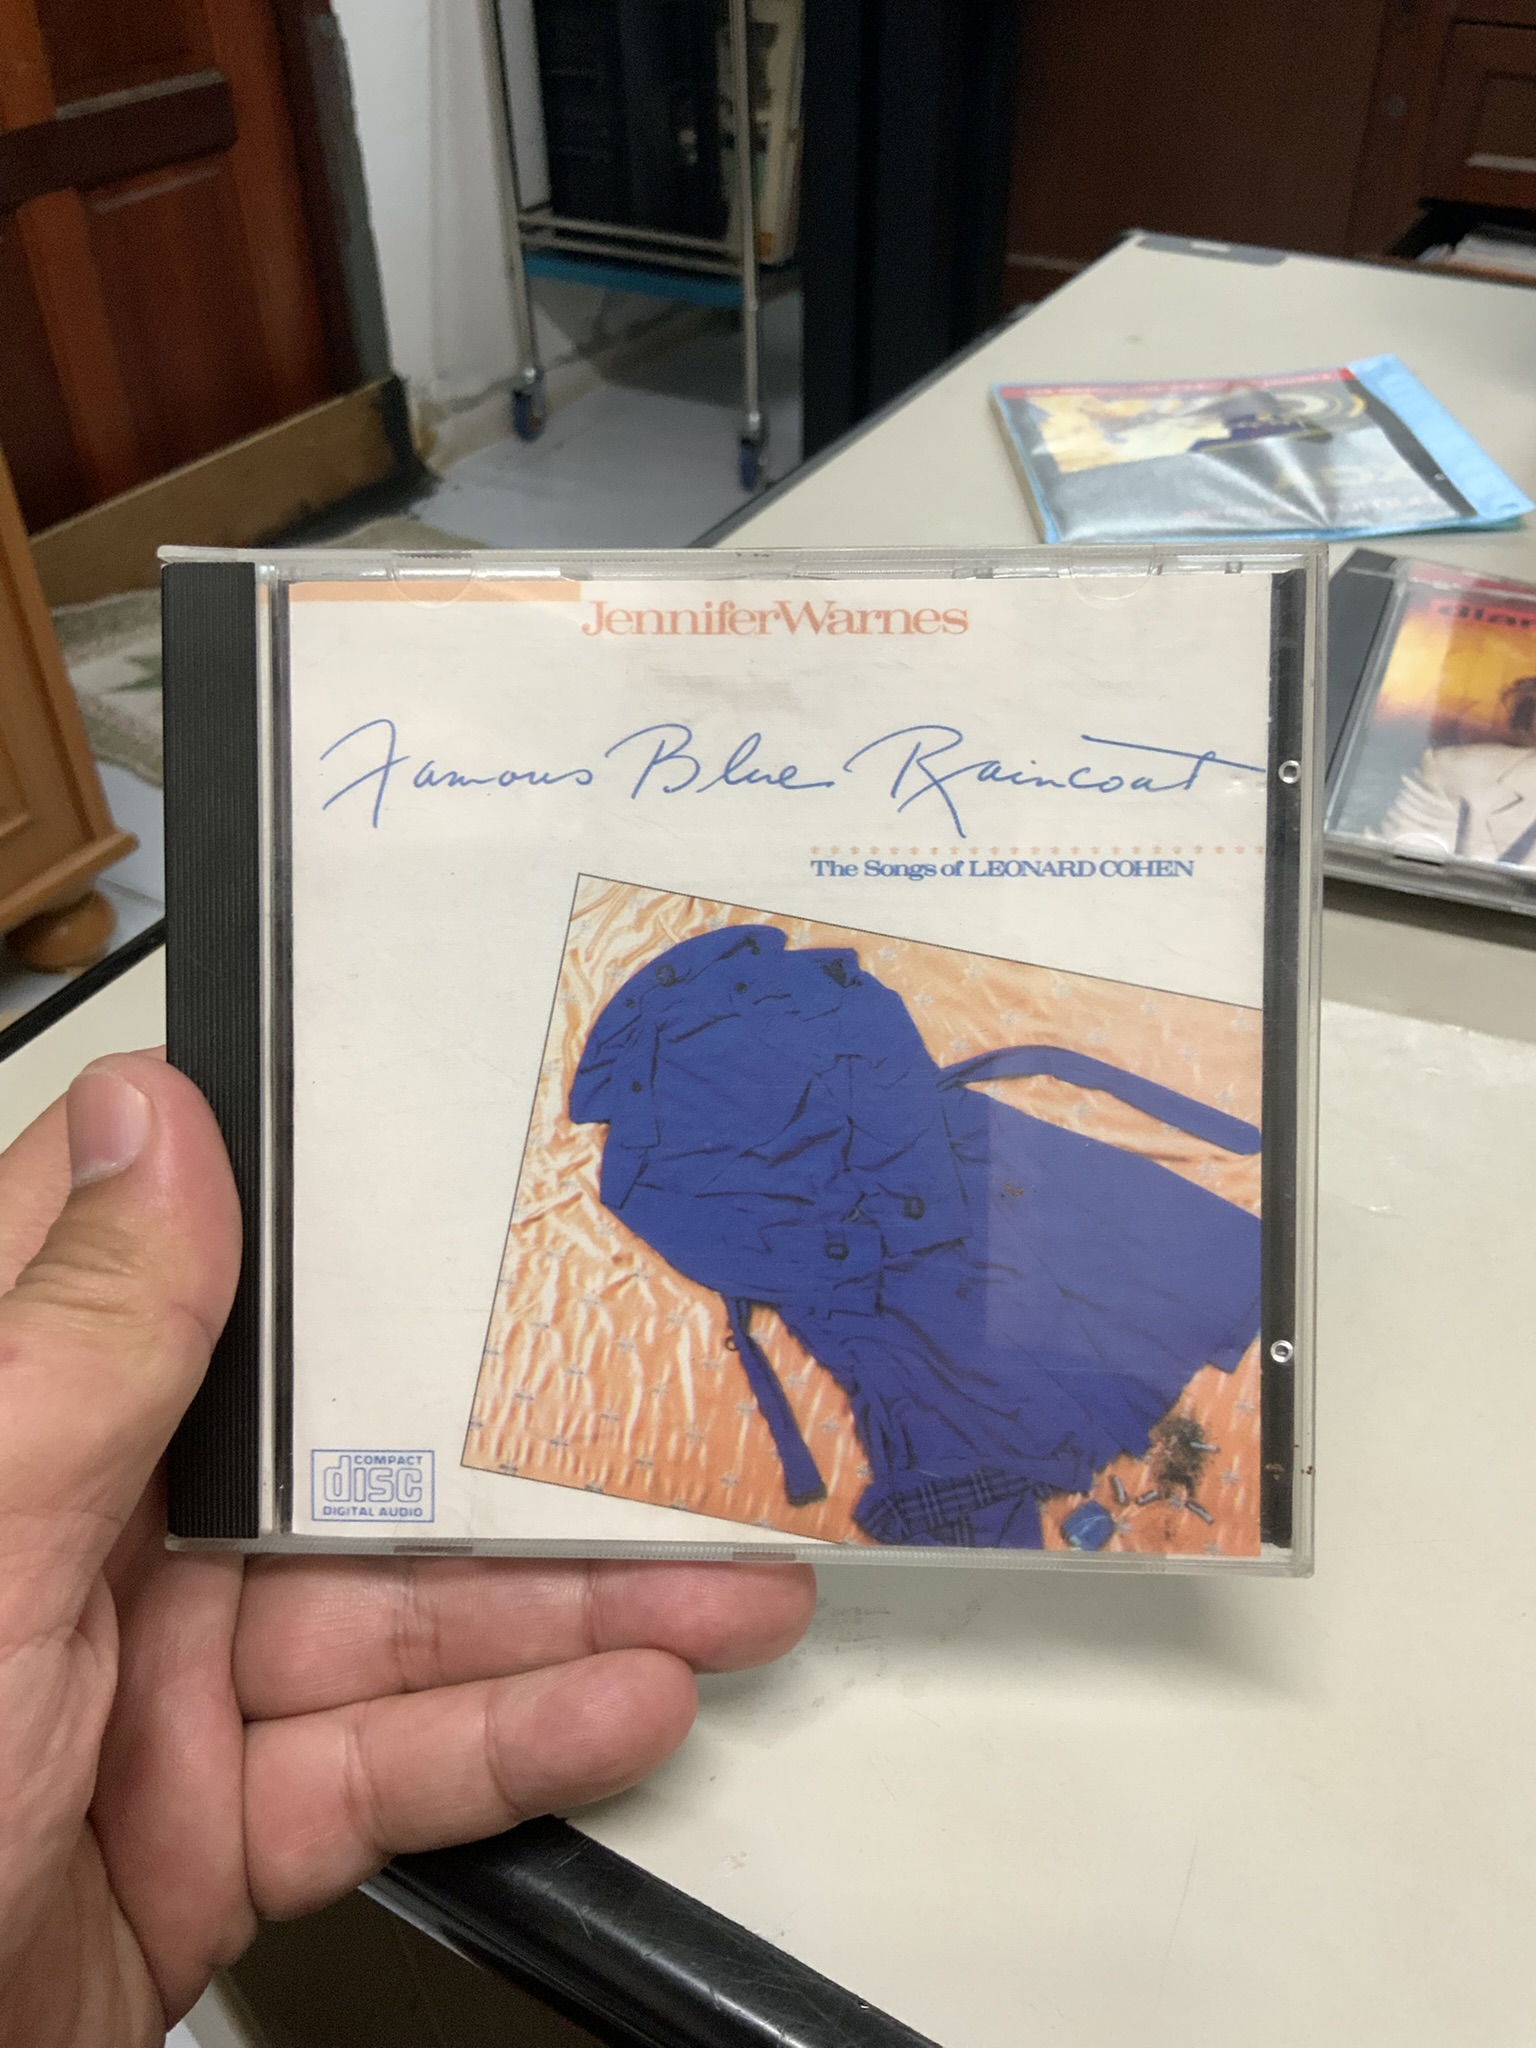 JenniferWarnes
Famous Blue Raincoat
The Songs of LEONARD COHEN
COMPACT
disc
DIGITAL AUDIO